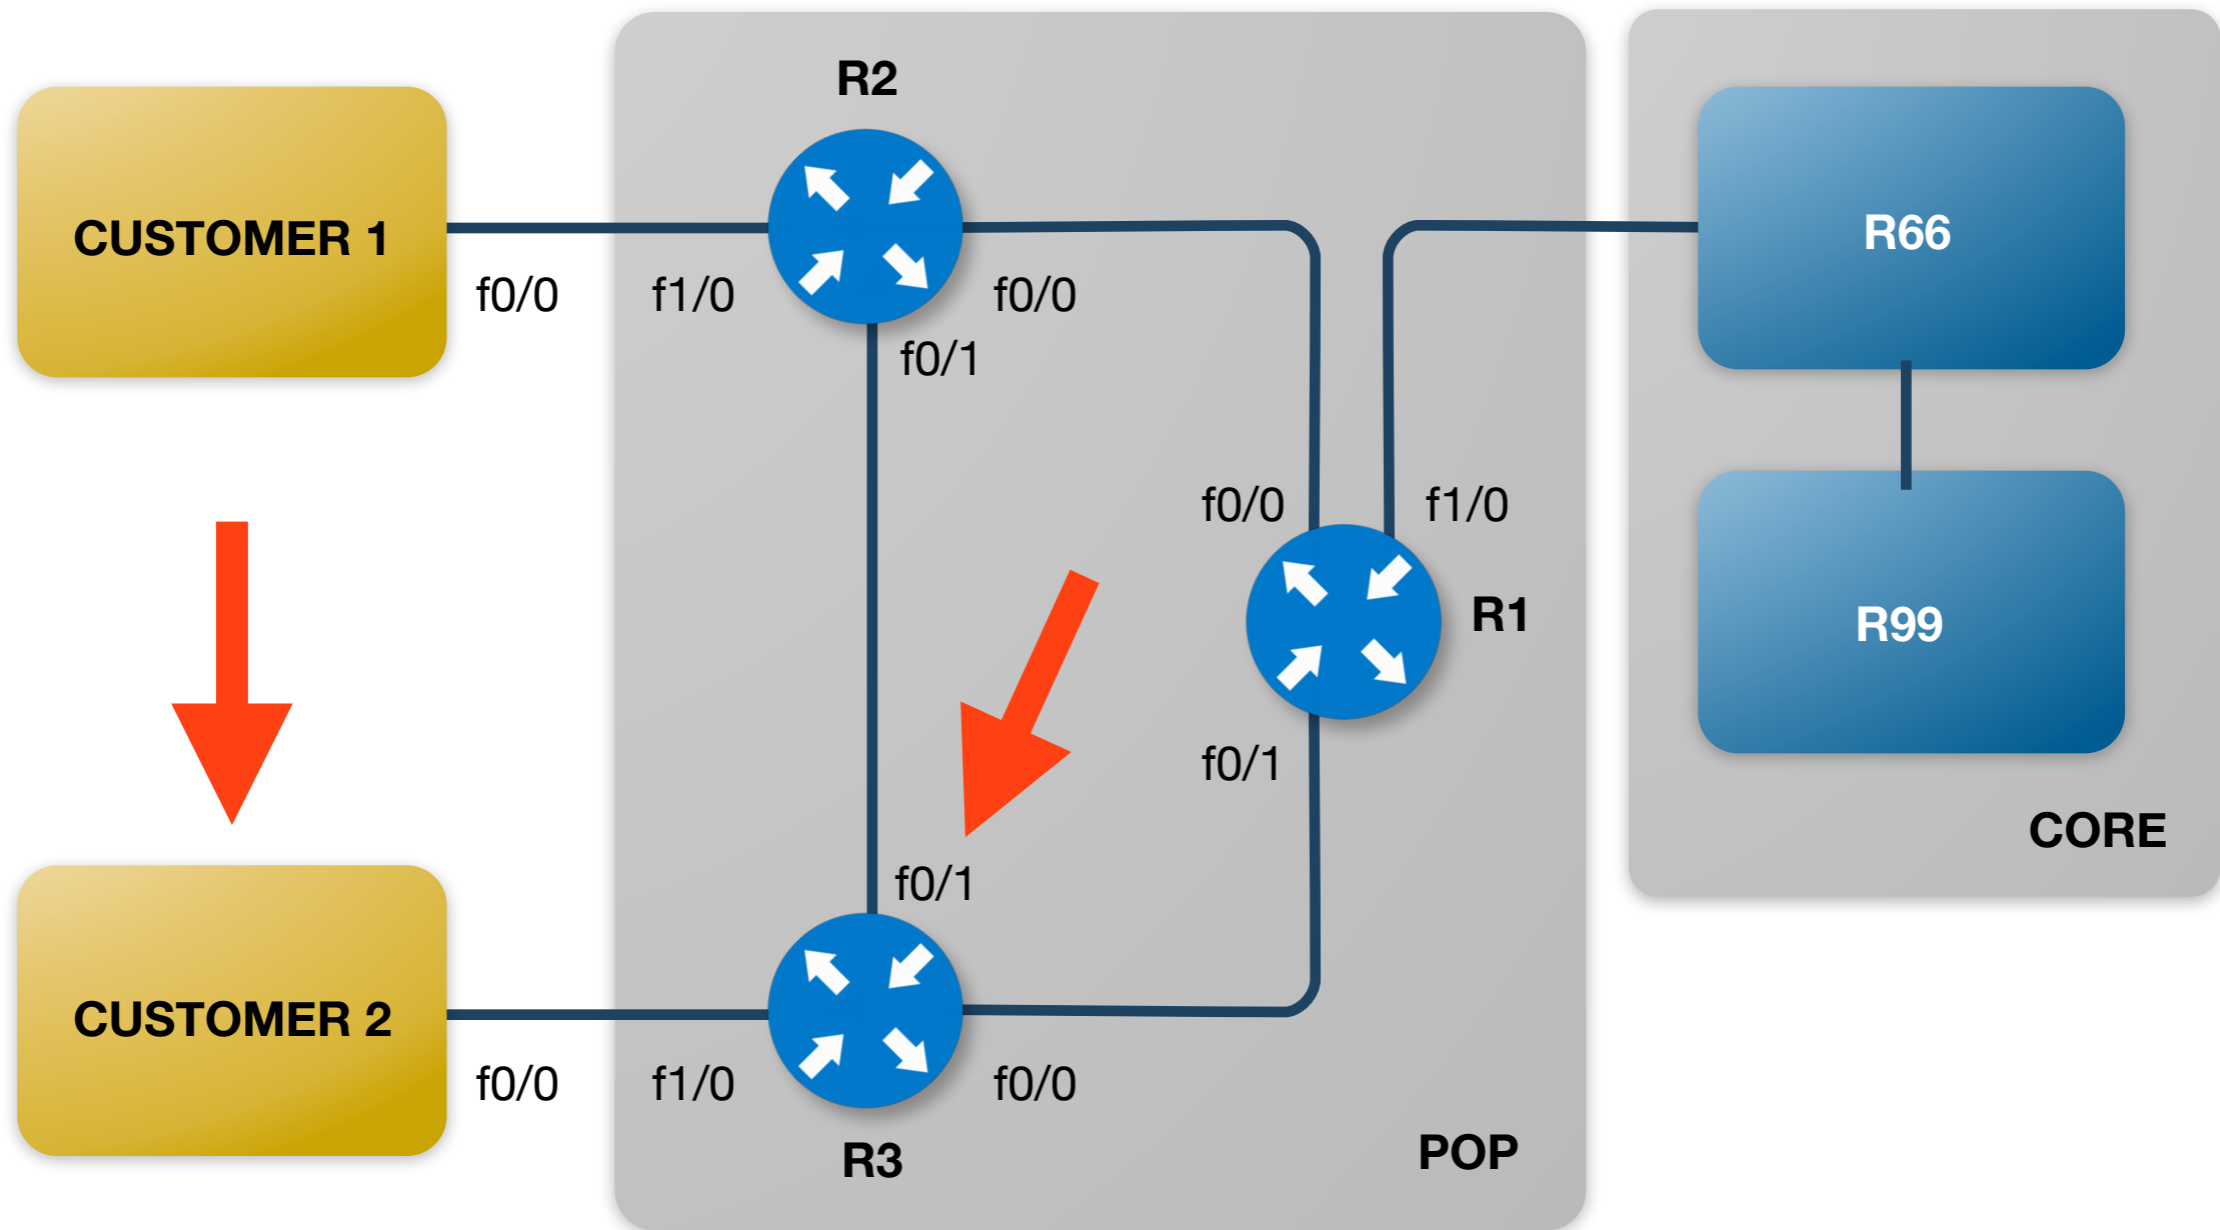 R2
CUSTOMER 1
R66
f0/0
f1/0
f0/0
f0/1
f0/0
f1/0
R1
R99
f0/1
CORE
f0/1
CUSTOMER 2
f0/0
f1/0
f0/0
R3
POP